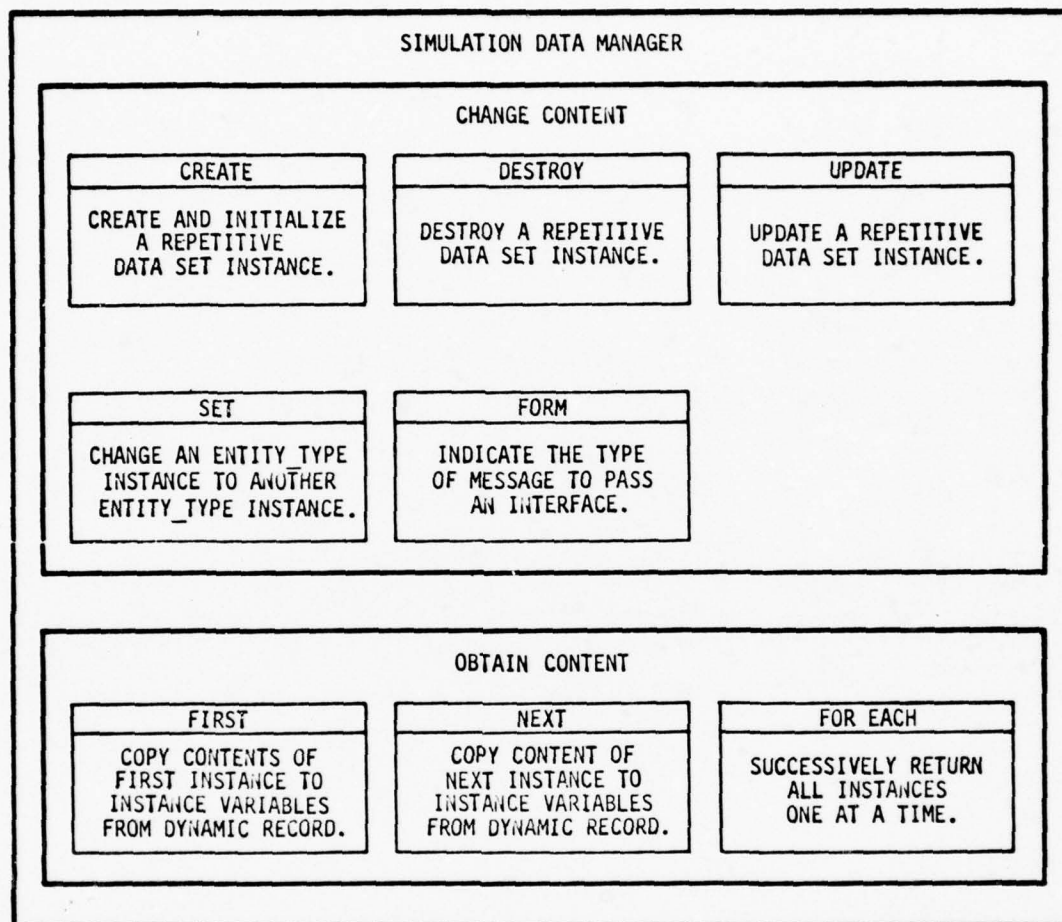 SIMULATION DATA MANAGER
CHANGE CONTENT
CREATE
CREATE AND INITIALIZE
A REPETITIVE
DATA SET INSTANCE.
DESTROY
DESTROY A REPETITIVE
DATA SET INSTANCE.
UPDATE
UPDATE A REPETITIVE
DATA SET INSTANCE.
SET
CHANGE AN ENTITY_TYPE
INSTANCE TO ANOTHER
ENTITY_TYPE INSTANCE.
FORM
INDICATE THE TYPE
OF MESSAGE TO PASS
AN INTERFACE.
OBTAIN CONTENT
FIRST
COPY CONTENTS OF
FIRST INSTANCE TO
INSTANCE VARIABLES
FROM DYNAMIC RECORD.
NEXT
COPY CONTENT OF
NEXT INSTANCE TO
INSTANCE VARIABLES
FROM DYNAMIC RECORD.
FOR EACH
SUCCESSIVELY RETURN
ALL INSTANCES
ONE AT A TIME.